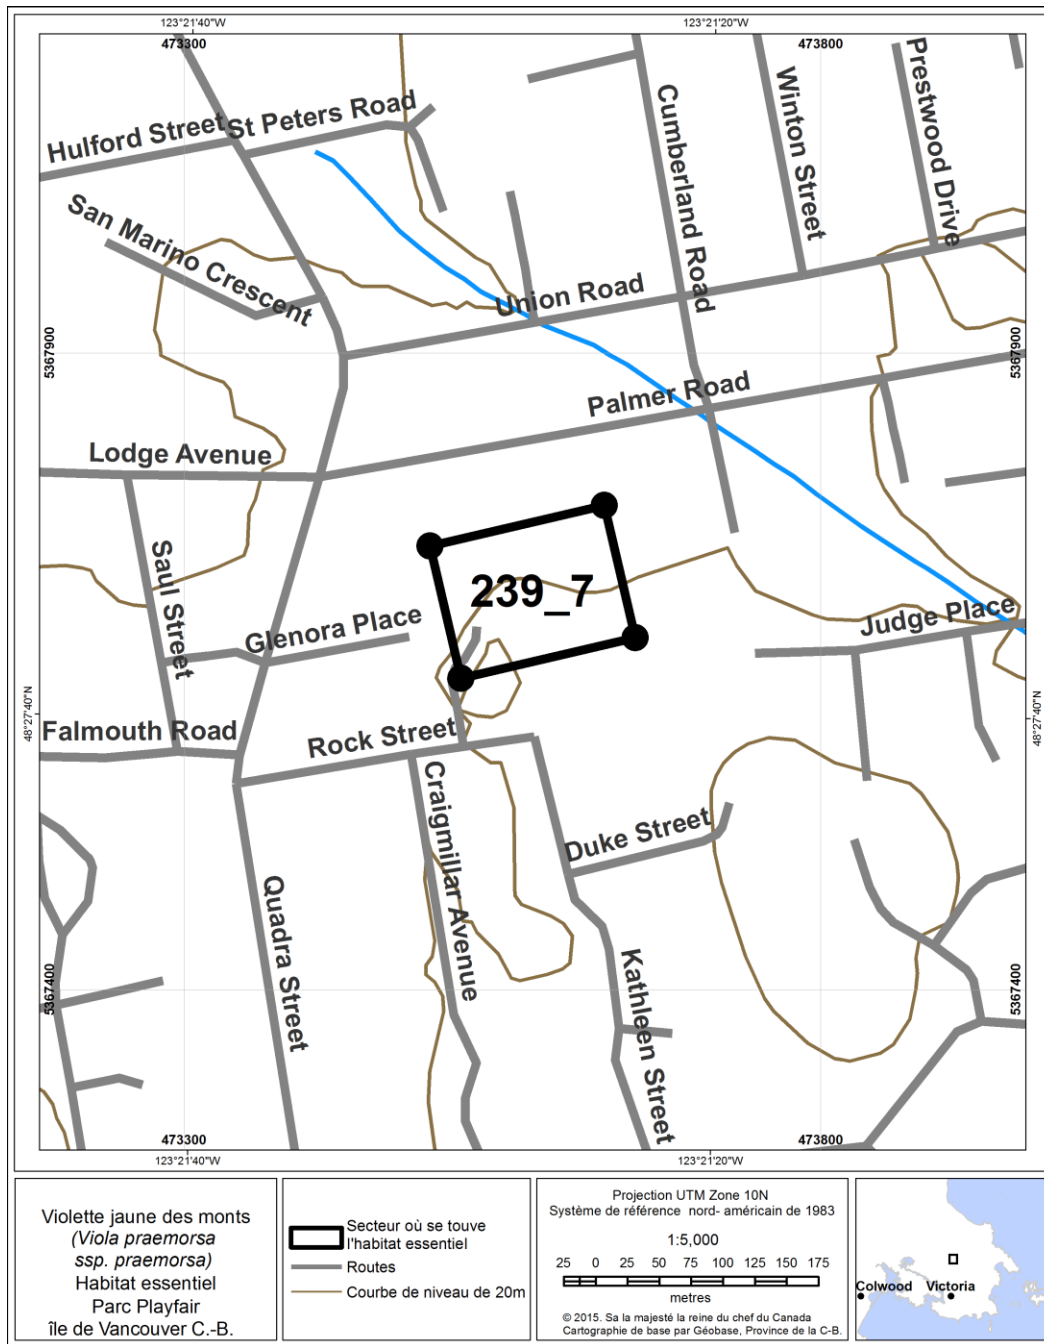 123°21'40"W
123°21'20"W
473300
473800
Hulford Street
St Peters Road
San Marino Crescent
Cumberland Road
Winton Street
Prestwood Drive
Union Road
5367900
5367900
Palmer Road
Lodge Avenue
Saul Street
239_7
Glenora Place
Judge Place
48°27'40"N
48°27'40"N
Falmouth Road
Rock Street
Craigmillar Avenue
Duke Street
Quadra Street
Kathleen Street
5367400
5367400
473300
473800
123°21'40"W
123°21'20"W
Violette jaune des monts
(Viola praemorsa
ssp. praemorsa)
Habitat essentiel
Parc Playfair
île de Vancouver C.-B.
Secteur où se touve
l'habitat essentiel
Routes
Courbe de niveau de 20m
Projection UTM Zone 10N
Système de référence nord- américain de 1983
1:5,000
25 0 25 50 75 100 125 150 175
metres
© 2015. Sa la majesté la reine du chef du Canada
Cartographie de base par Géobase, Province de la C-B.
Colwood
Victoria